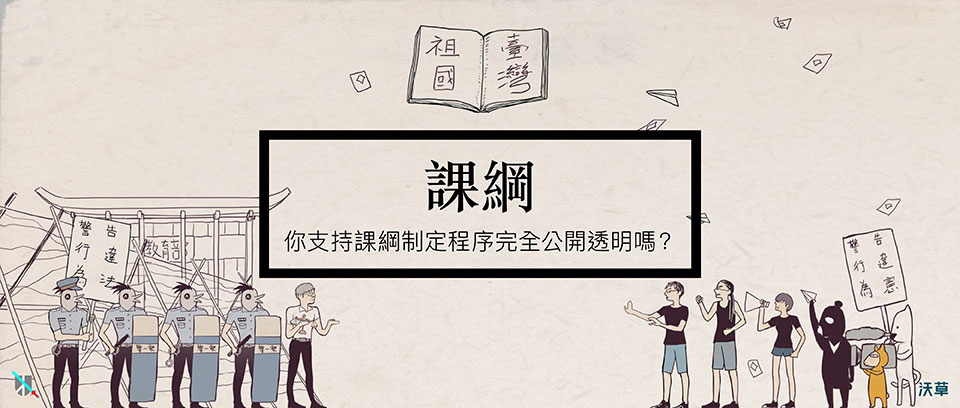 臺灣
祖國
課綱
你支持課綱制定程序完全公開透明嗎？
警告
違法
行為
教育部
警告
違憲
行為
沃草